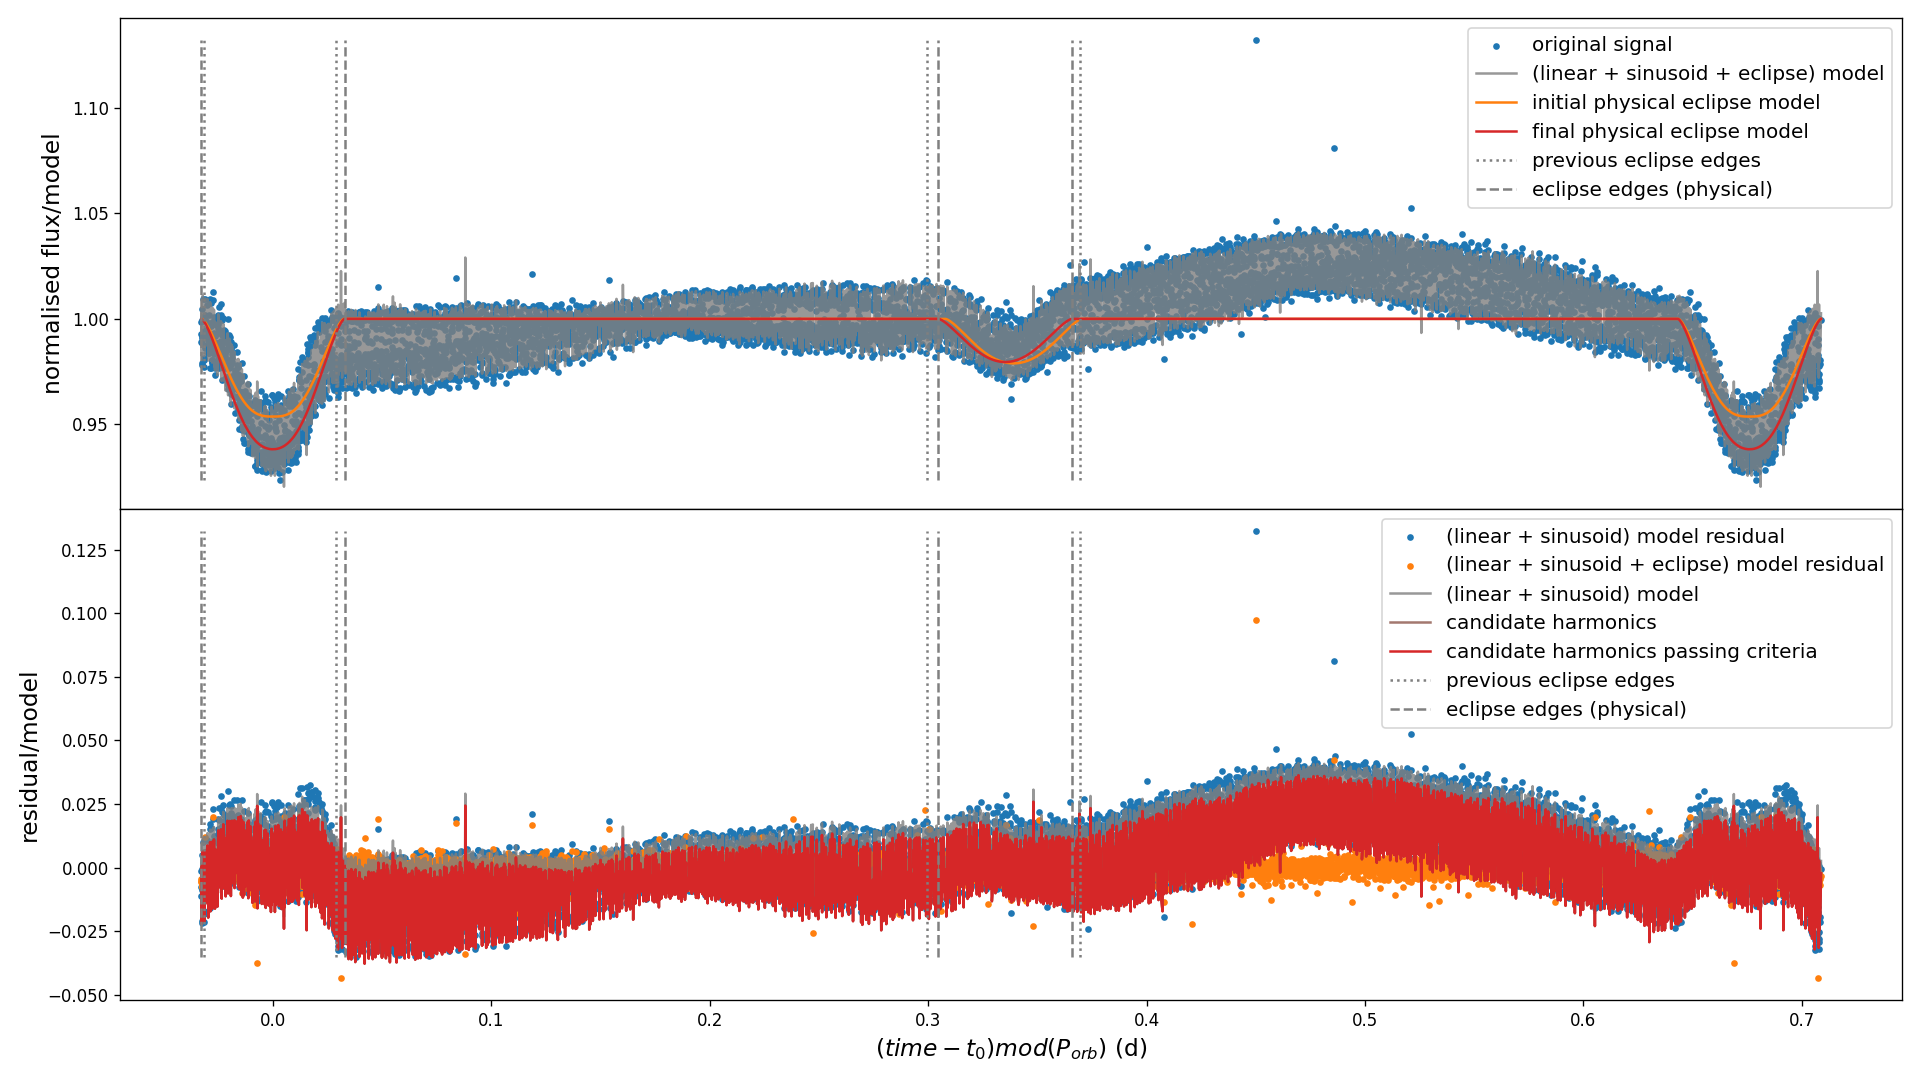 normalised flux/model
1.10
1.05
1.00
0.95
original signal
(linear + sinusoid + eclipse) model
initial physical eclipse model
final physical eclipse model
previous eclipse edges
eclipse edges (physical)
residual/model
0.125
0.100
0.075
0.050
0.025
0.000
−0.025
−0.050
(linear + sinusoid) model residual
(linear + sinusoid + eclipse) model residual
(linear + sinusoid) model
candidate harmonics
candidate harmonics passing criteria
previous eclipse edges
eclipse edges (physical)
0.0 0.1 0.2 0.3 0.4 0.5 0.6 0.7
(time − t₀)mod(P_orb) (d)